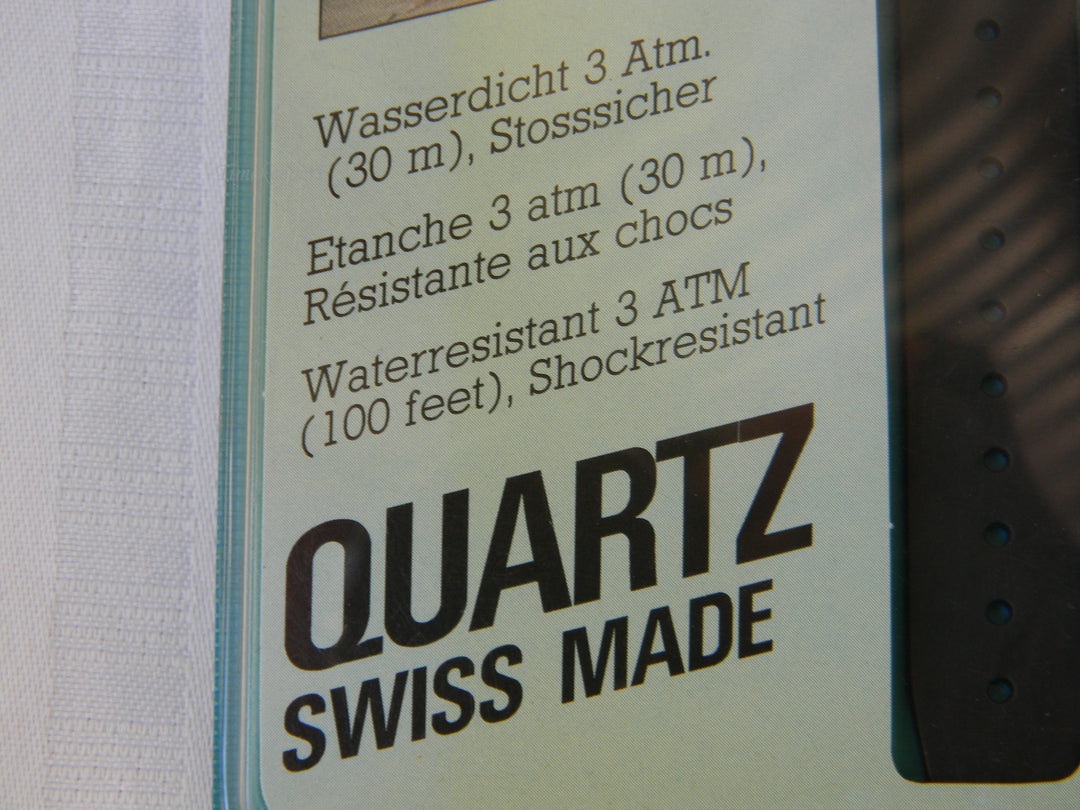 Wasserdicht 3 Atm.
(30 m), Stosssicher
Etanche 3 atm (30 m),
Résistante aux chocs
Waterresistant 3 ATM
(100 feet), Shockresistant
QUARTZ
SWISS MADE